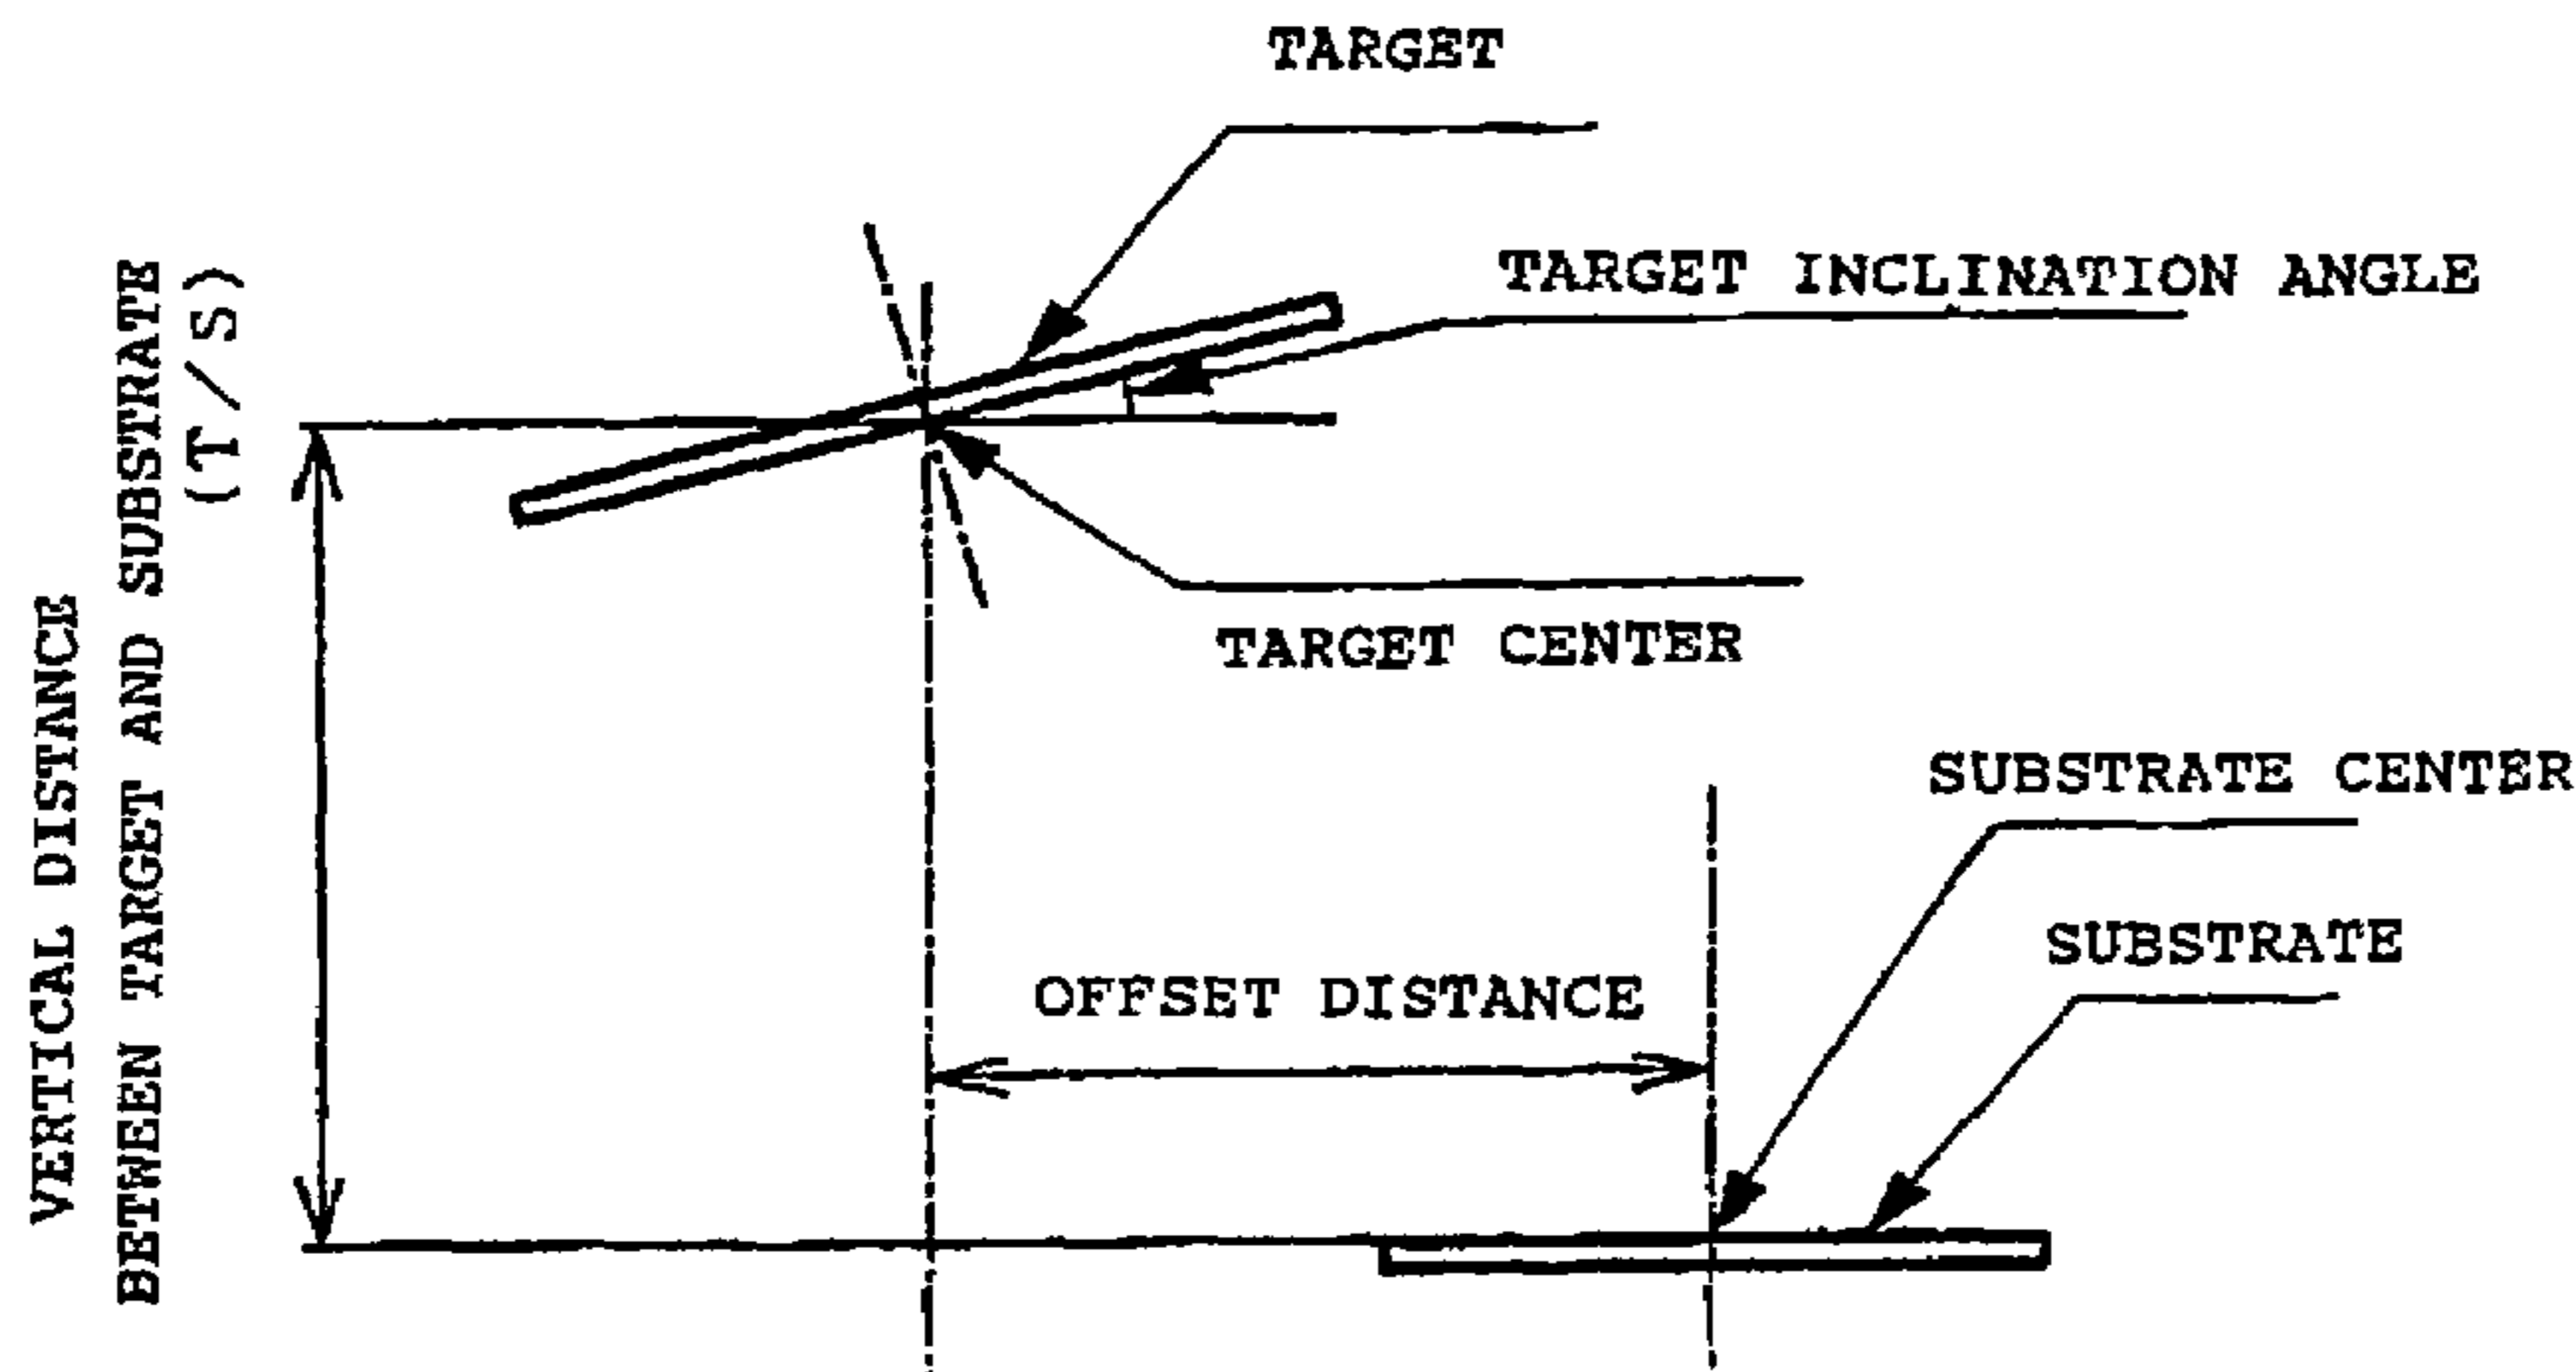 TARGET
TARGET INCLINATION ANGLE
VERTICAL DISTANCE
BETWEEN TARGET AND SUBSTRATE
(T/S)
TARGET CENTER
SUBSTRATE CENTER
SUBSTRATE
OFFSET DISTANCE